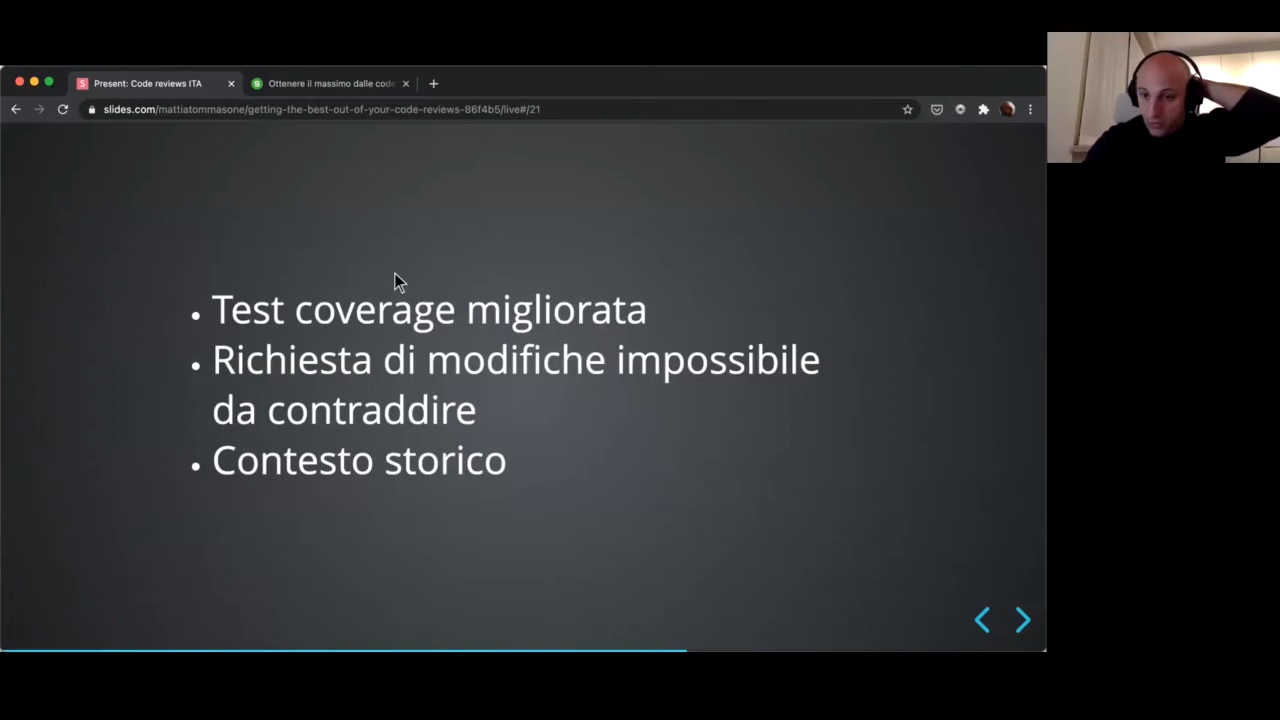 Present: Code reviews ITA
Ottenere il massimo dalle code
slides.com/mattiatommasone/getting-the-best-out-of-your-code-reviews-86f4b5/live#/21
• Test coverage migliorata
• Richiesta di modifiche impossibile
da contraddire
• Contesto storico